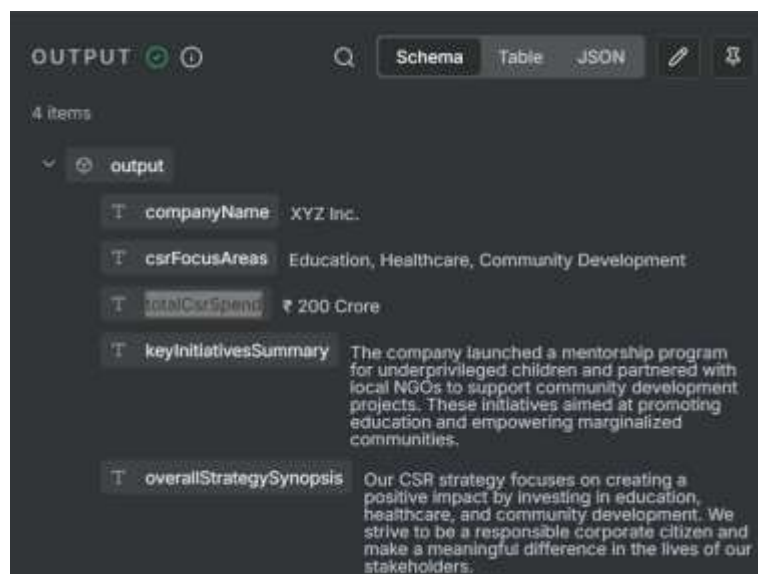 OUTPUT
Schema Table JSON
4 items
output
T companyName XYZ Inc.
T csrFocusAreas Education, Healthcare, Community Development
T totalCsrSpend ₹ 200 Crore
T keyInitiativesSummary The company launched a mentorship program
for underprivileged children and partnered with
local NGOs to support community development
projects. These initiatives aimed at promoting
education and empowering marginalized
communities.
T overallStrategySynopsis Our CSR strategy focuses on creating a
positive impact by investing in education,
healthcare, and community development. We
strive to be a responsible corporate citizen and
make a meaningful difference in the lives of our
stakeholders.